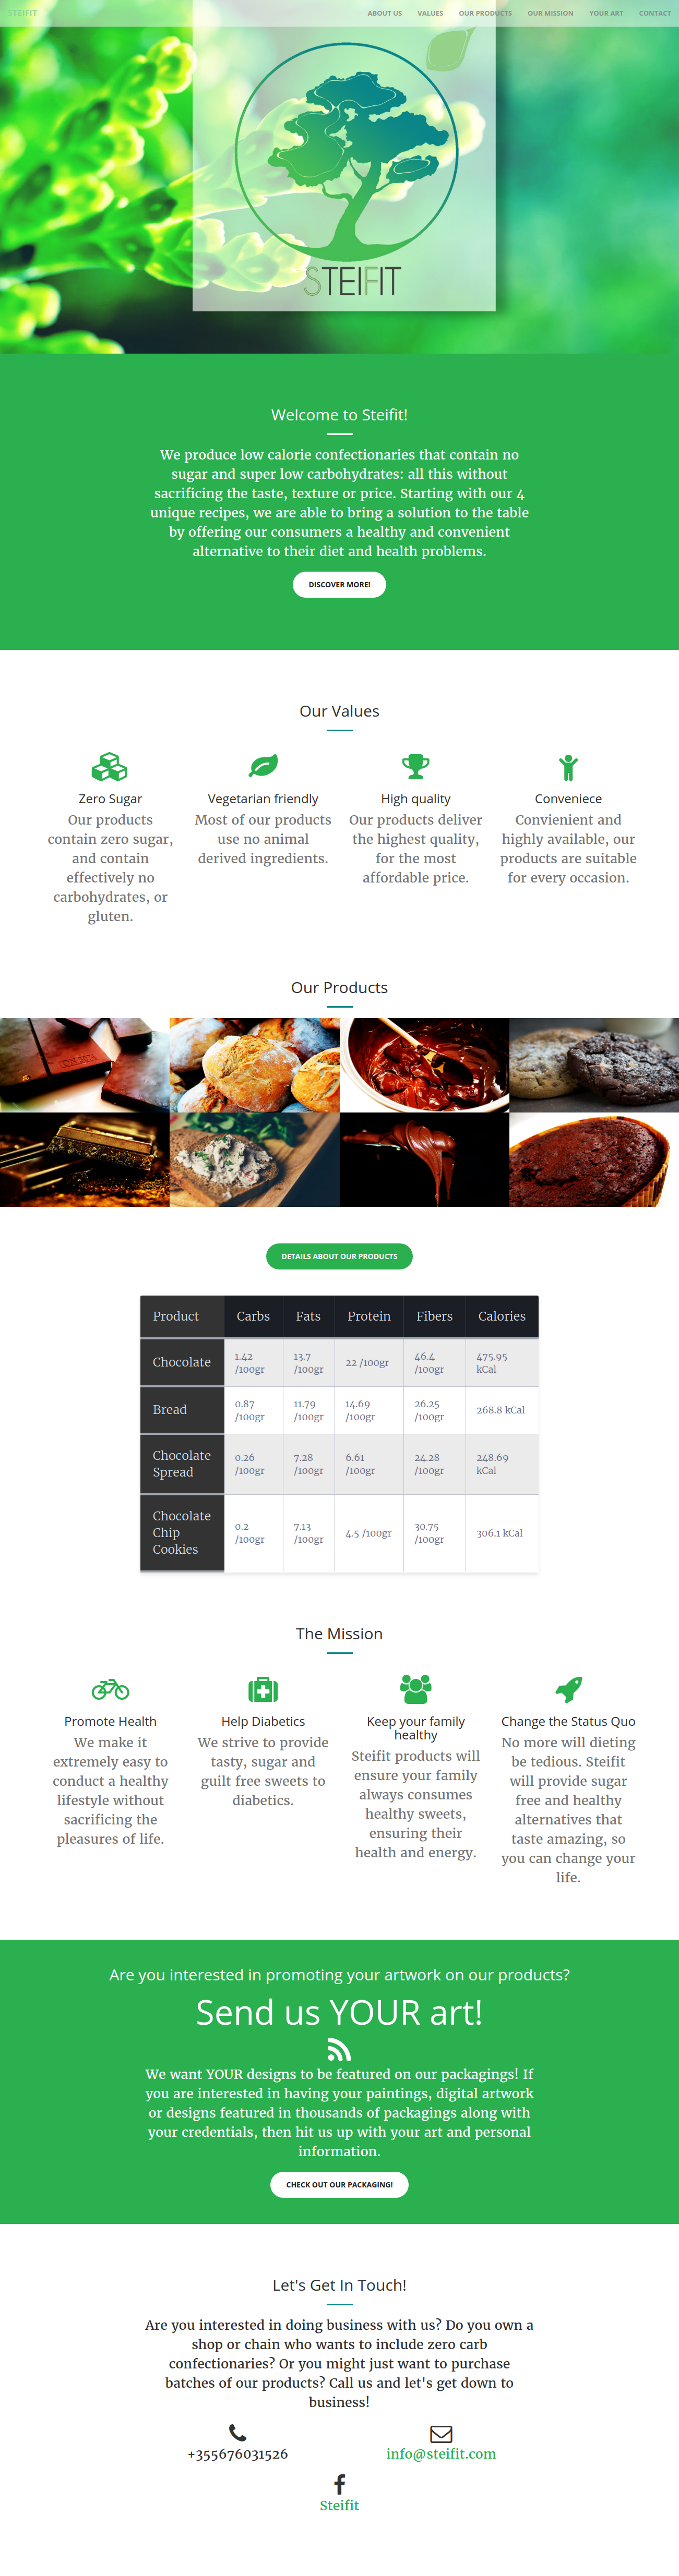 STEIFIT
ABOUT US VALUES OUR PRODUCTS OUR MISSION YOUR ART CONTACT
STEIFIT
Welcome to Steifit!
We produce low calorie confectionaries that contain no
sugar and super low carbohydrates: all this without
sacrificing the taste, texture or price. Starting with our 4
unique recipes, we are able to bring a solution to the table
by offering our consumers a healthy and convenient
alternative to their diet and health problems.
DISCOVER MORE!
Our Values
Zero Sugar
Our products
contain zero sugar,
and contain
effectively no
carbohydrates, or
gluten.
Vegetarian friendly
Most of our products
use no animal
derived ingredients.
High quality
Our products deliver
the highest quality,
for the most
affordable price.
Conveniece
Convienient and
highly available, our
products are suitable
for every occasion.
Our Products
DETAILS ABOUT OUR PRODUCTS
Product Carbs Fats Protein Fibers Calories
Chocolate 1.42 /100gr 13.7 /100gr 22 /100gr 46.4 /100gr 475.95 kCal
Bread 0.87 /100gr 11.79 /100gr 14.69 /100gr 26.25 /100gr 268.8 kCal
Chocolate Spread 0.26 /100gr 7.28 /100gr 6.61 /100gr 24.28 /100gr 248.69 kCal
Chocolate Chip Cookies 0.2 /100gr 7.13 /100gr 4.5 /100gr 30.75 /100gr 306.1 kCal
The Mission
Promote Health
We make it
extremely easy to
conduct a healthy
lifestyle without
sacrificing the
pleasures of life.
Help Diabetics
We strive to provide
tasty, sugar and
guilt free sweets to
diabetics.
Keep your family
healthy
Steifit products will
ensure your family
always consumes
healthy sweets,
ensuring their
health and energy.
Change the Status Quo
No more will dieting
be tedious. Steifit
will provide sugar
free and healthy
alternatives that
taste amazing, so
you can change your
life.
Are you interested in promoting your artwork on our products?
Send us YOUR art!
We want YOUR designs to be featured on our packagings! If
you are interested in having your paintings, digital artwork
or designs featured in thousands of packagings along with
your credentials, then hit us up with your art and personal
information.
CHECK OUT OUR PACKAGING!
Let's Get In Touch!
Are you interested in doing business with us? Do you own a
shop or chain who wants to include zero carb
confectionaries? Or you might just want to purchase
batches of our products? Call us and let's get down to
business!
+355676031526
info@steifit.com
Steifit